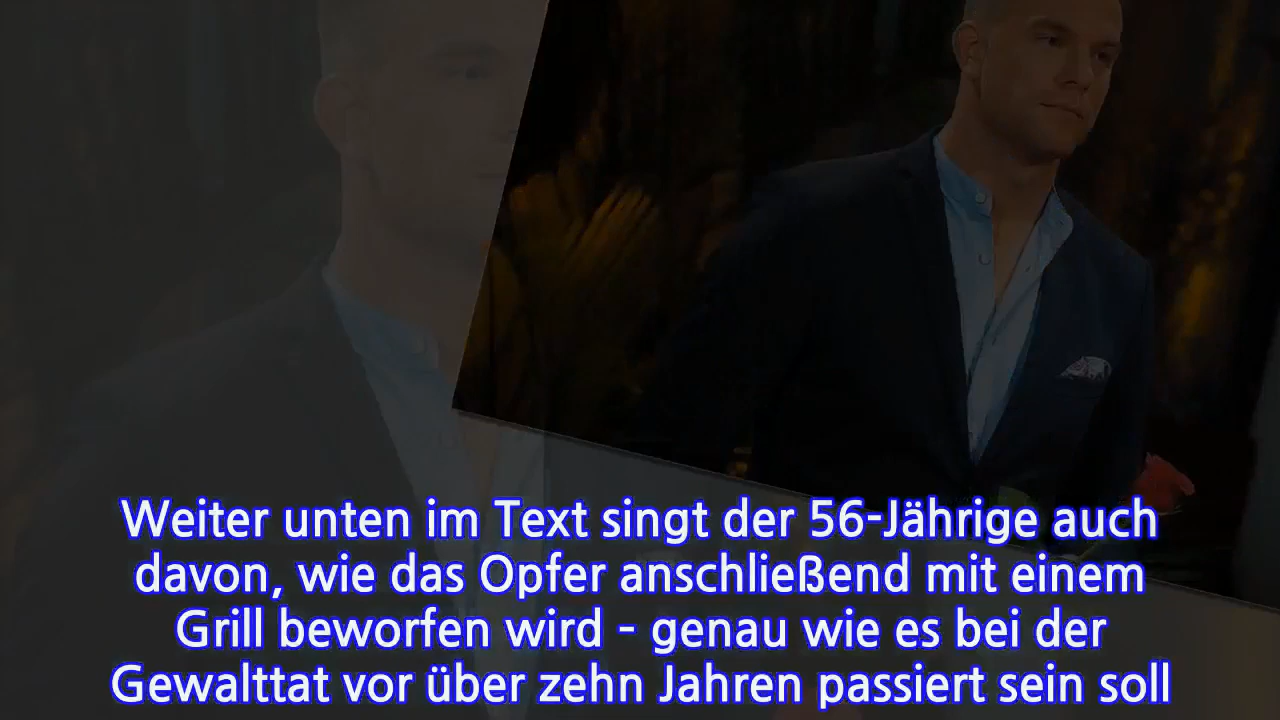 Weiter unten im Text singt der 56-Jährige auch
davon, wie das Opfer anschließend mit einem
Grill beworfen wird - genau wie es bei der
Gewalttat vor über zehn Jahren passiert sein soll